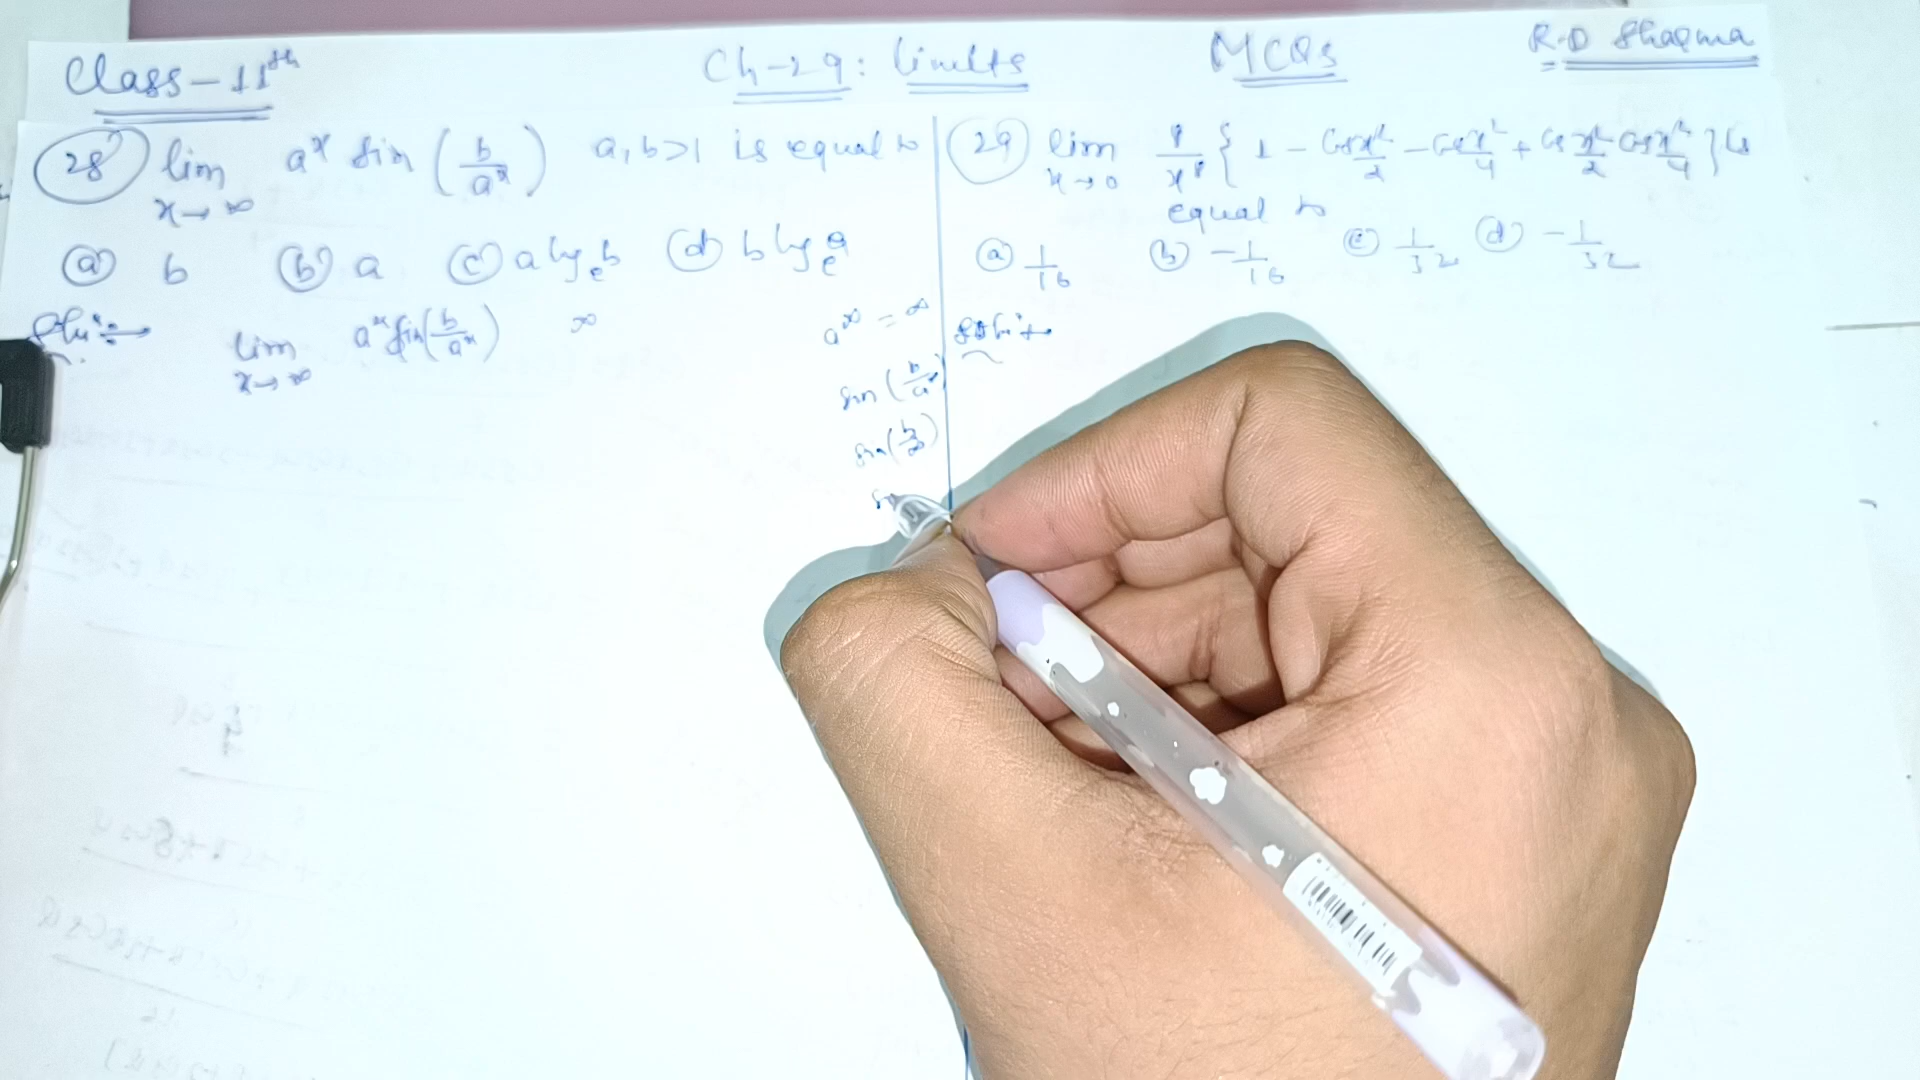 Class-11th Ch-29: Limits MCQs R.D Sharma
28 lim x→∞ a^x sin (b/a^x) a,b>1 is equal to
(a) b (b) a (c) a log_e b (d) b log_e a
Soln:→ lim x→∞ a^x sin(b/a^x) ∞
a^∞ = ∞
sin (b/a^∞)
sin(b/∞)
29 lim x→0 8/x^8 { 1 - Cos x²/2 - Cos x²/4 + Cos x²/2 Cos x²/4 } is
equal to
(a) 1/16 (b) -1/16 (c) 1/32 (d) -1/32
Soln:→